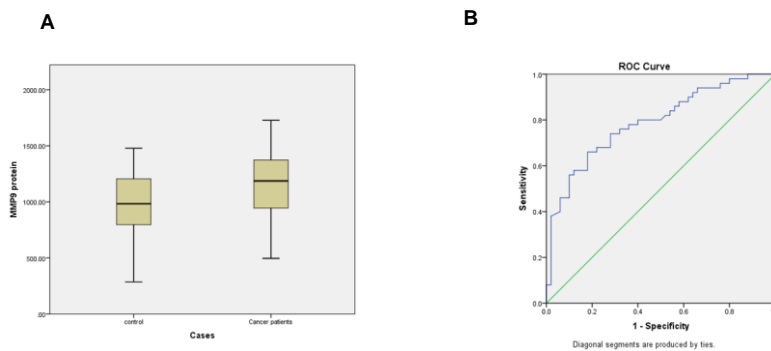 A
2000.00
1500.00
1000.00
500.00
.00
MMP9 protein
control
Cancer patients
Cases
B
ROC Curve
1.0
0.8
0.6
0.4
0.2
0.0
Sensitivity
0.0 0.2 0.4 0.6 0.8
1 - Specificity
Diagonal segments are produced by ties.